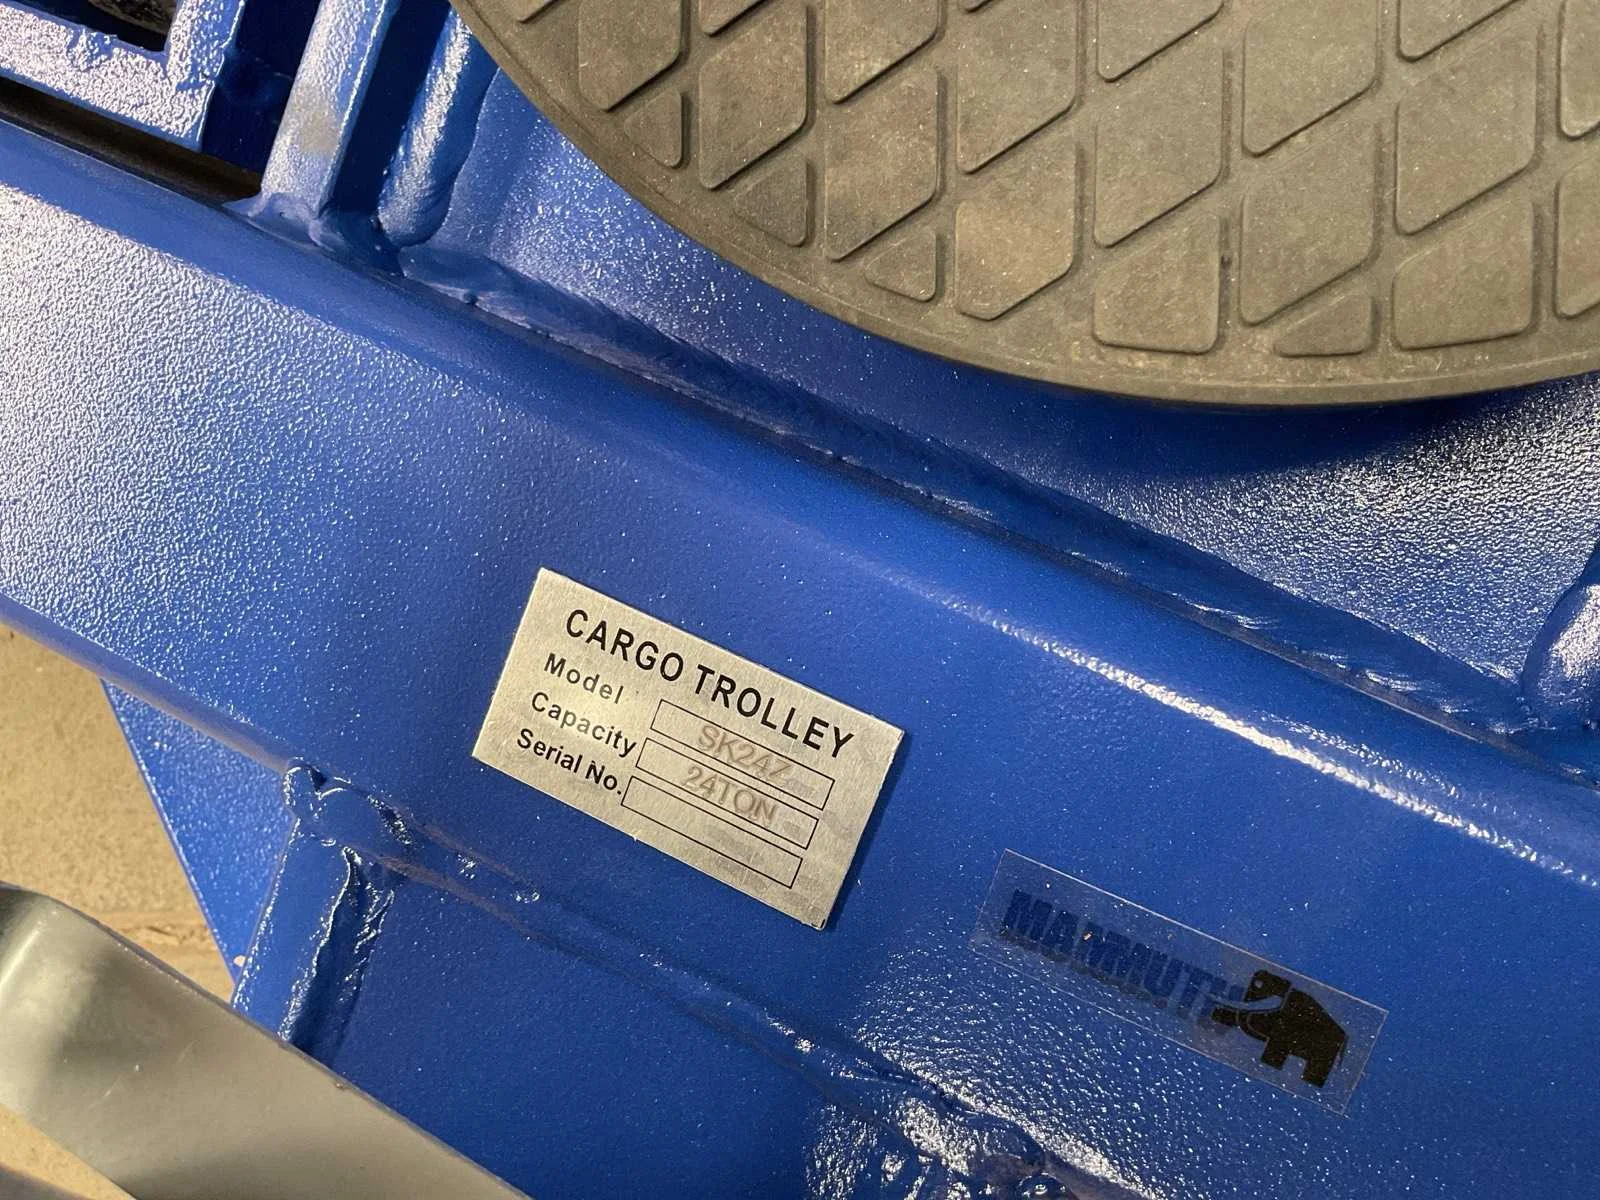 CARGO TROLLEY
Model SK24Z
Capacity 24TON
Serial No.
MAMMUTH